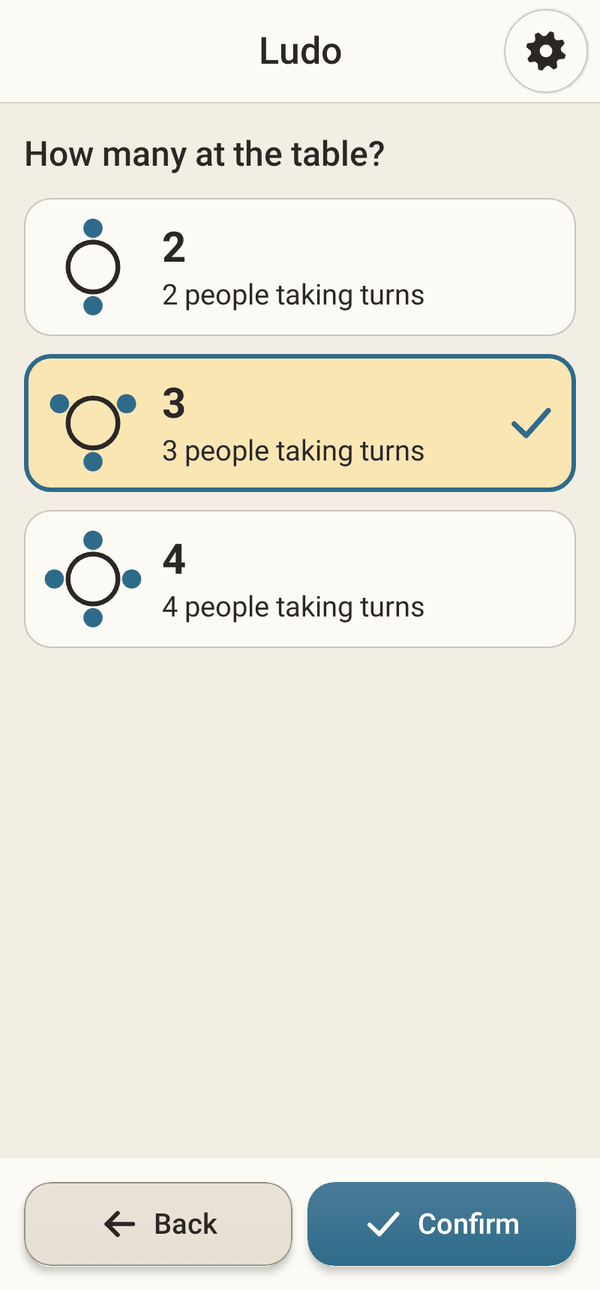 Ludo
How many at the table?
2
2 people taking turns
3
3 people taking turns
4
4 people taking turns
Back
Confirm